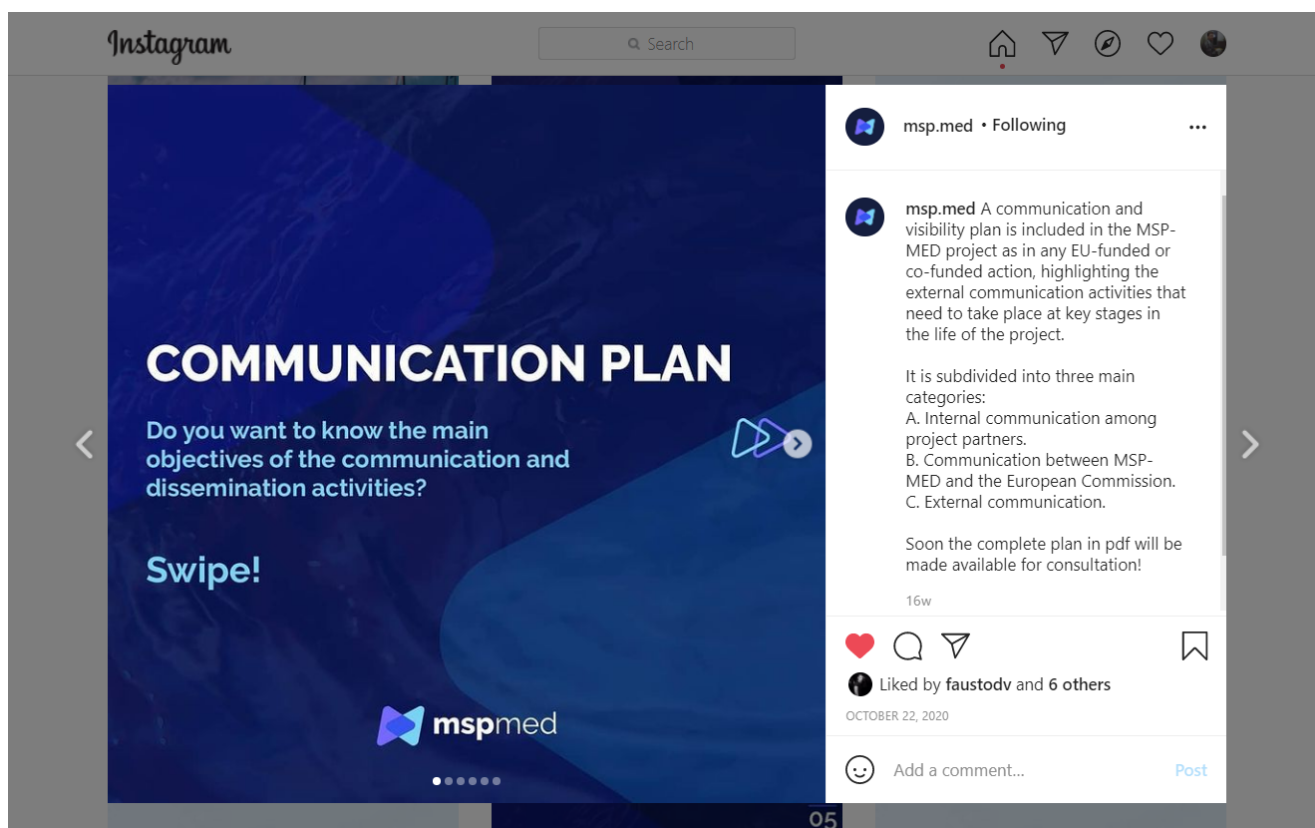 Instagram
Search
COMMUNICATION PLAN
Do you want to know the main
objectives of the communication and
dissemination activities?
Swipe!
mspmed
msp.med • Following
msp.med A communication and
visibility plan is included in the MSP-
MED project as in any EU-funded or
co-funded action, highlighting the
external communication activities that
need to take place at key stages in
the life of the project.
It is subdivided into three main
categories:
A. Internal communication among
project partners.
B. Communication between MSP-
MED and the European Commission.
C. External communication.
Soon the complete plan in pdf will be
made available for consultation!
16w
Liked by faustodv and 6 others
OCTOBER 22, 2020
Add a comment...
Post
05